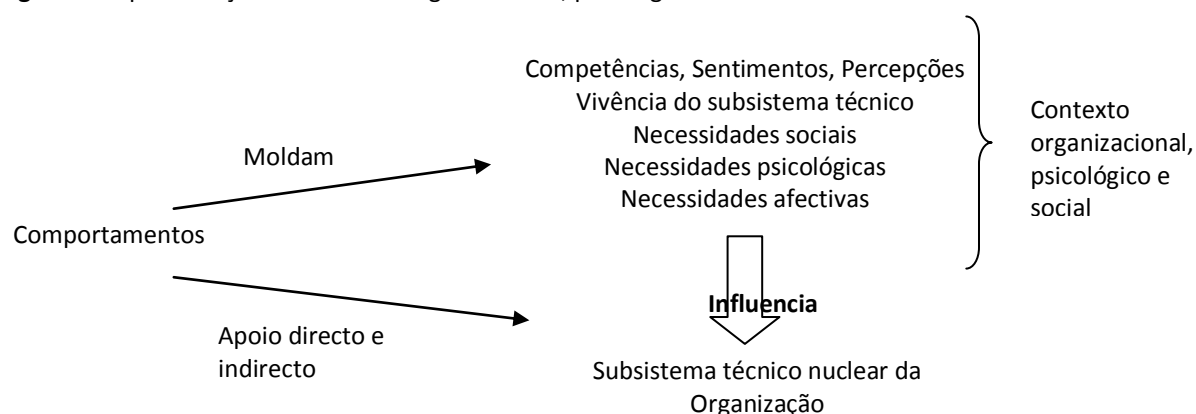 Competências, Sentimentos, Percepções
Vivência do subsistema técnico
Necessidades sociais
Necessidades psicológicas
Necessidades afectivas
Contexto
organizacional,
psicológico e
social
Moldam
Comportamentos
Influencia
Apoio directo e
indirecto
Subsistema técnico nuclear da
Organização